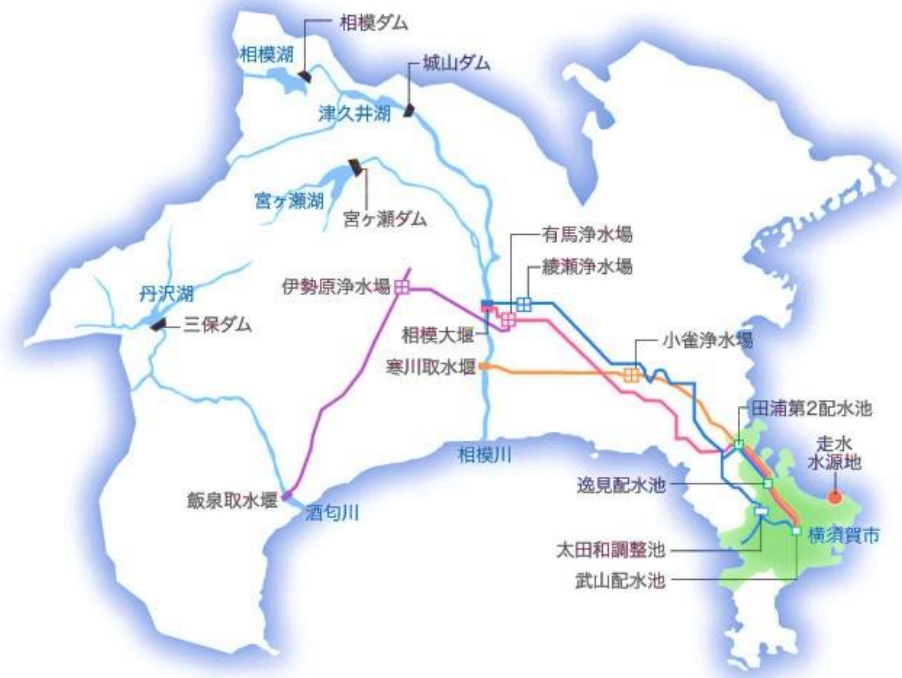 相模ダム
相模湖
城山ダム
津久井湖
宮ヶ瀬湖
宮ヶ瀬ダム
有馬浄水場
綾瀬浄水場
伊勢原浄水場
丹沢湖
三保ダム
相模大堰
小雀浄水場
寒川取水堰
田浦第2配水池
走水
水源地
相模川
逸見配水池
飯泉取水堰
酒匂川
横須賀市
太田和調整池
武山配水池